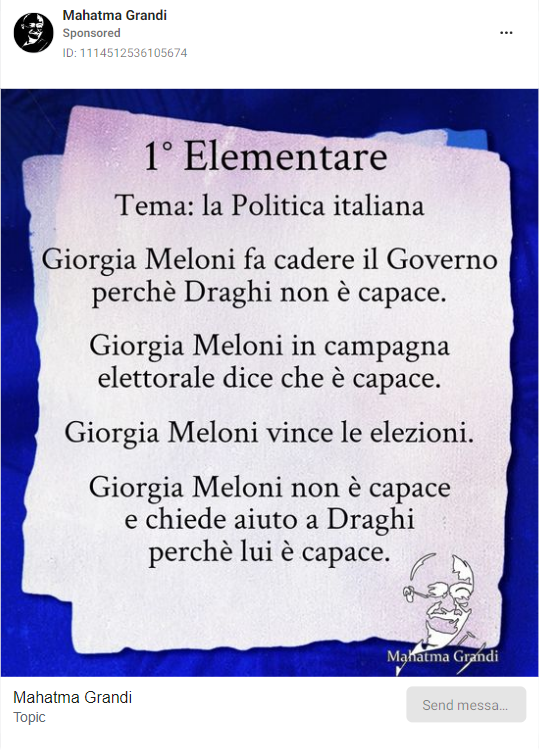 Mahatma Grandi
Sponsored
ID: 1114512536105674
1° Elementare
Tema: la Politica italiana
Giorgia Meloni fa cadere il Governo
perchè Draghi non è capace.
Giorgia Meloni in campagna
elettorale dice che è capace.
Giorgia Meloni vince le elezioni.
Giorgia Meloni non è capace
e chiede aiuto a Draghi
perchè lui è capace.
Mahatma Grandi
Mahatma Grandi
Topic
Send messa...